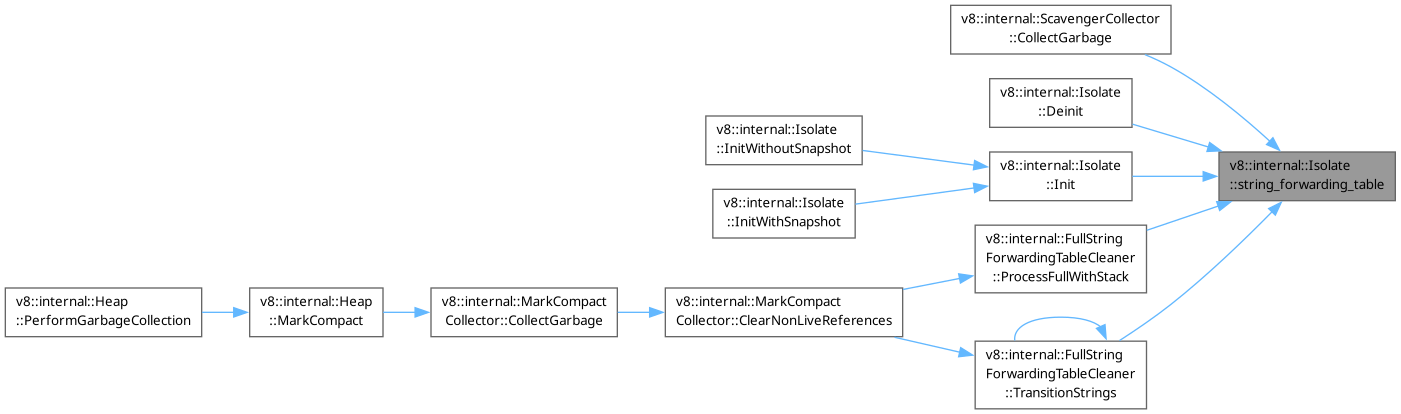 v8::internal::ScavengerCollector
::CollectGarbage
v8::internal::Isolate
::Deinit
v8::internal::Isolate
::InitWithoutSnapshot
v8::internal::Isolate
::Init
v8::internal::Isolate
::string_forwarding_table
v8::internal::Isolate
::InitWithSnapshot
v8::internal::FullString
ForwardingTableCleaner
::ProcessFullWithStack
v8::internal::Heap
::PerformGarbageCollection
v8::internal::Heap
::MarkCompact
v8::internal::MarkCompact
Collector::CollectGarbage
v8::internal::MarkCompact
Collector::ClearNonLiveReferences
v8::internal::FullString
ForwardingTableCleaner
::TransitionStrings